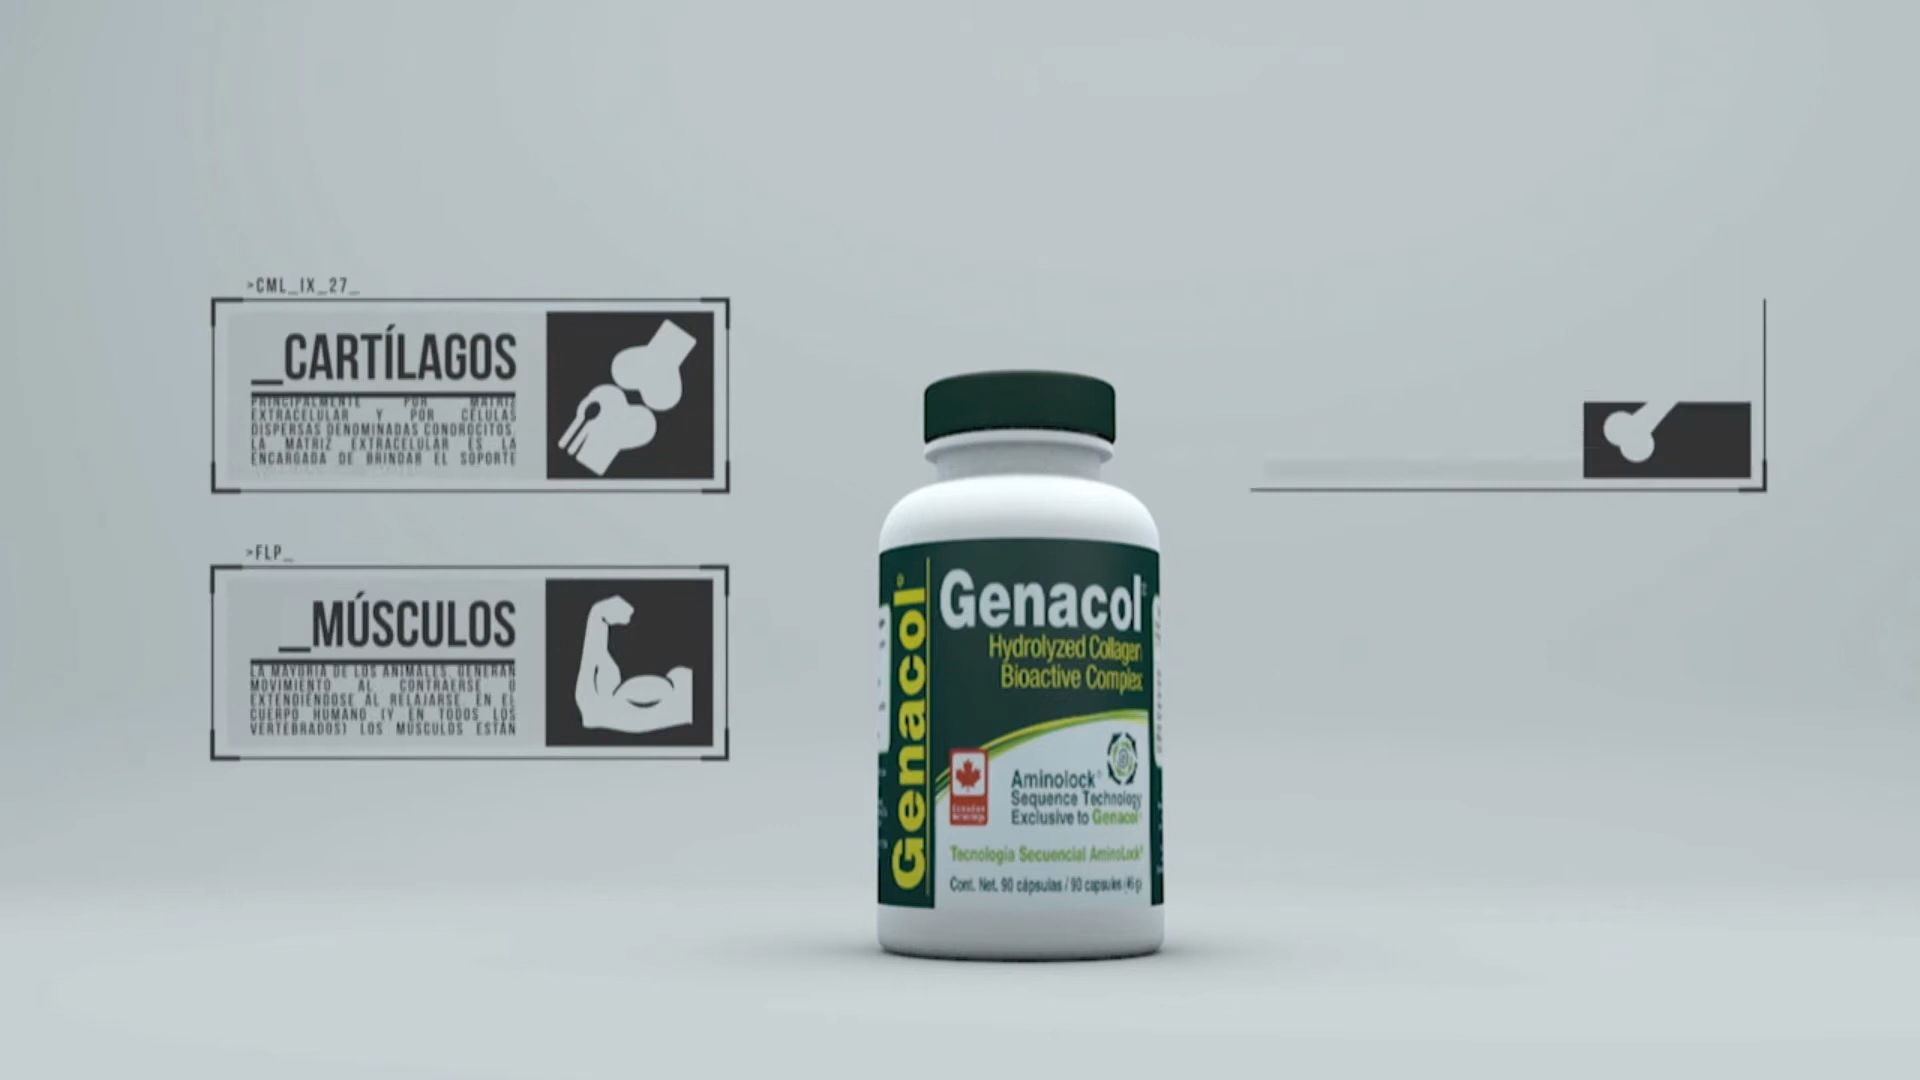 >CML_IX_27_
_CARTÍLAGOS
PRINCIPALMENTE POR MATRIZ
EXTRACELULAR Y POR CÉLULAS
DISPERSAS DENOMINADAS CONDROCITOS.
LA MATRIZ EXTRACELULAR ES LA
ENCARGADA DE BRINDAR EL SOPORTE
>FLP_
_MÚSCULOS
LA MAYORÍA DE LOS ANIMALES. GENERAN
MOVIMIENTO AL CONTRAERSE O
EXTENDIÉNDOSE AL RELAJARSE. EN EL
CUERPO HUMANO (Y EN TODOS LOS
VERTEBRADOS) LOS MÚSCULOS ESTÁN
Genacol
Genacol
Hydrolyzed Collagen
Bioactive Complex
Aminolock®
Sequence Technology
Exclusive to Genacol
Tecnología Secuencial AminoLock®
Cont. Net. 90 cápsulas / 90 capsules